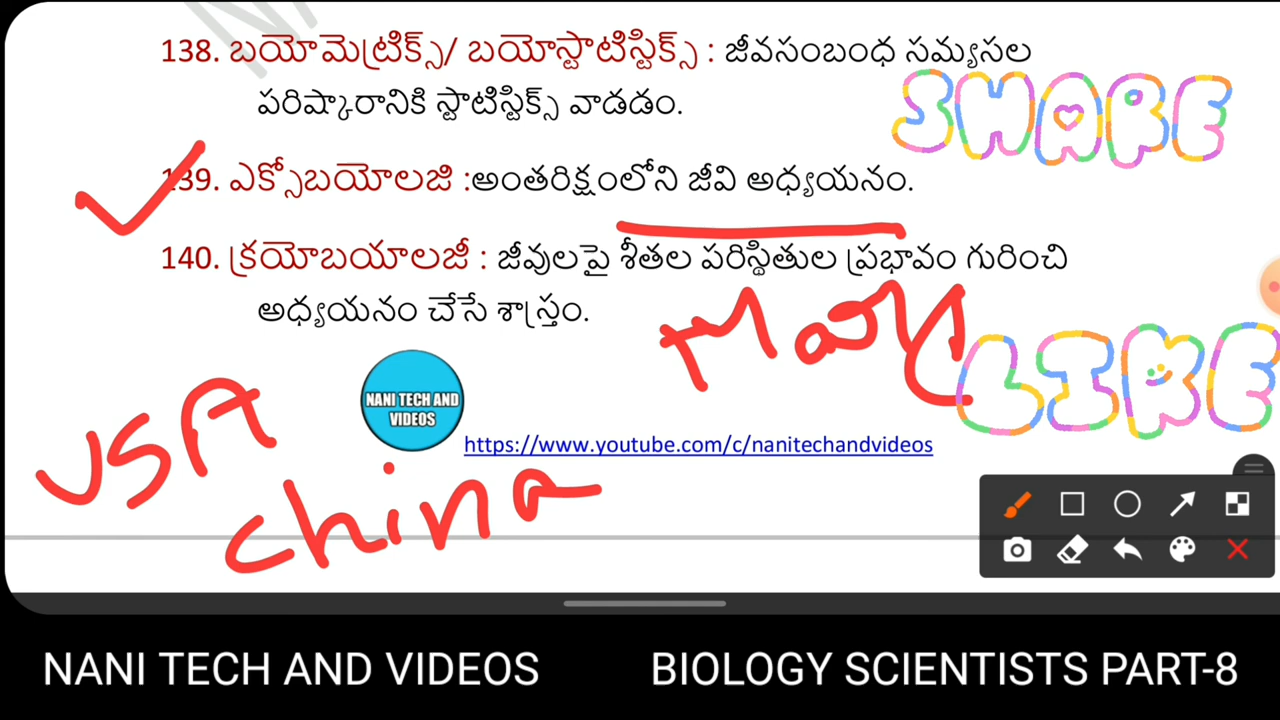 138. బయోమెట్రిక్స్/ బయోస్టాటిస్టిక్స్ : జీవసంబంధ సమ్యసల
పరిష్కారానికి స్టాటిస్టిక్స్ వాడడం.
SHARE
139. ఎక్సోబయోలజి :అంతరిక్షంలోని జీవి అధ్యయనం.
140. క్రయోబయాలజీ : జీవులపై శీతల పరిస్థితుల ప్రభావం గురించి
అధ్యయనం చేసే శాస్త్రం.
LIKE
USA
NANI TECH AND
VIDEOS
https://www.youtube.com/c/nanitechandvideos
china
NANI TECH AND VIDEOS
BIOLOGY SCIENTISTS PART-8